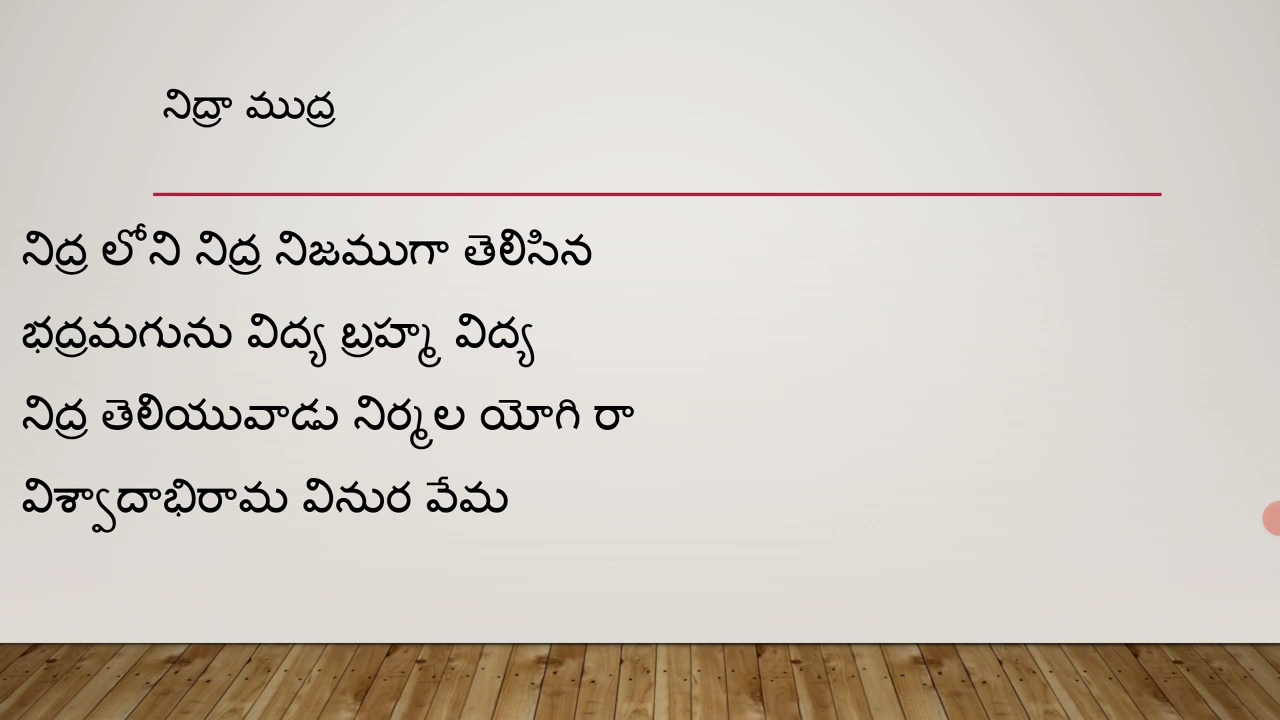 నిద్రా ముద్ర
నిద్ర లోని నిద్ర నిజముగా తెలిసిన
భద్రమగును విద్య బ్రహ్మ విద్య
నిద్ర తెలియువాడు నిర్మల యోగి రా
విశ్వాదాభిరామ వినుర వేమ